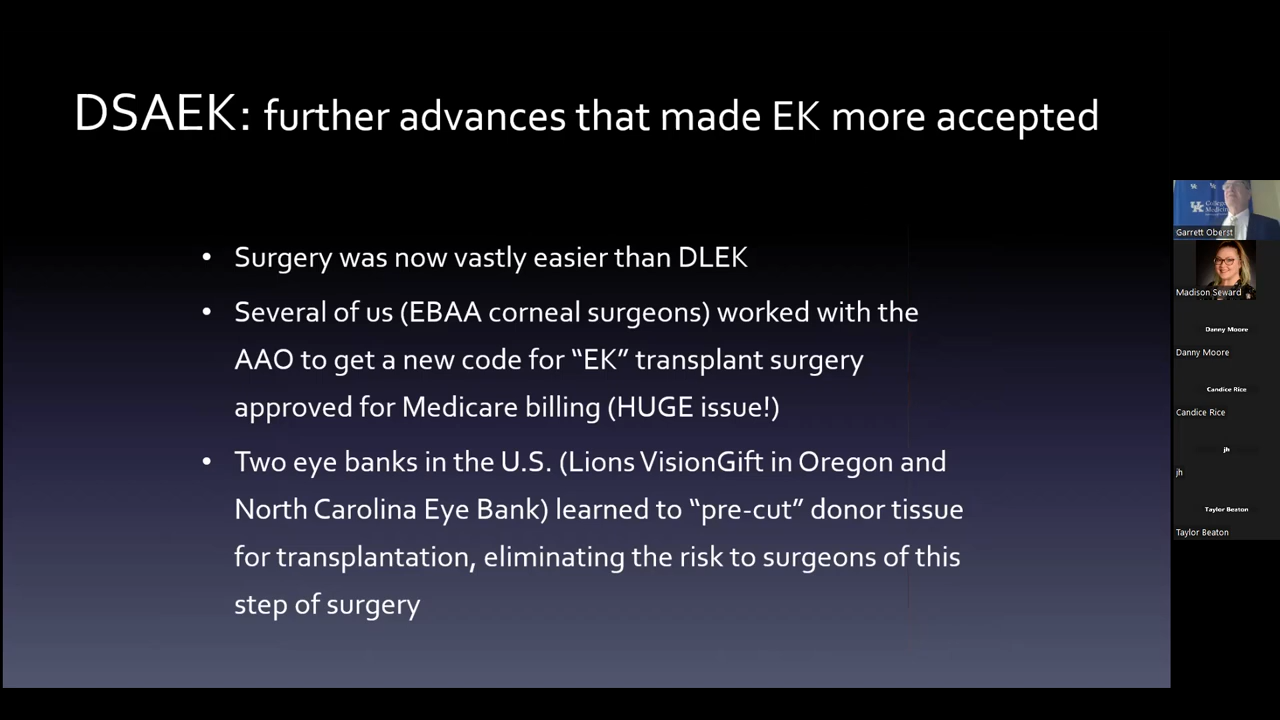 DSAEK: further advances that made EK more accepted
• Surgery was now vastly easier than DLEK
• Several of us (EBAA corneal surgeons) worked with the
AAO to get a new code for “EK” transplant surgery
approved for Medicare billing (HUGE issue!)
• Two eye banks in the U.S. (Lions VisionGift in Oregon and
North Carolina Eye Bank) learned to “pre-cut” donor tissue
for transplantation, eliminating the risk to surgeons of this
step of surgery
UK
Garrett Oberst
Madison Seward
Danny Moore
Danny Moore
Candice Rice
Candice Rice
jh
jh
Taylor Beaton
Taylor Beaton